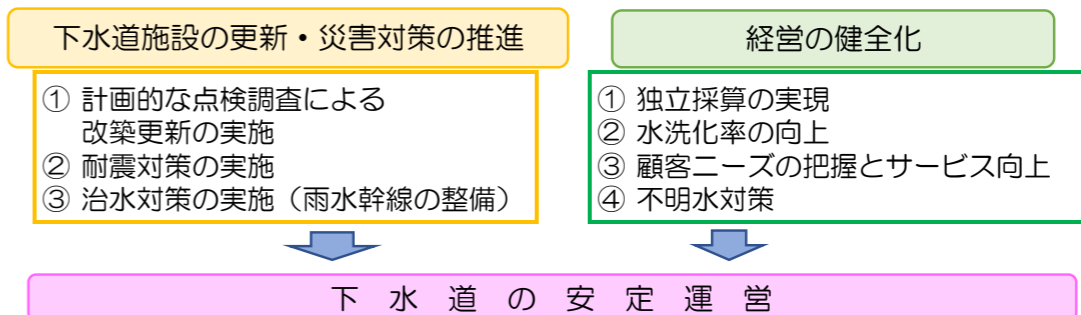 下水道施設の更新・災害対策の推進
① 計画的な点検調査による
改築更新の実施
② 耐震対策の実施
③ 治水対策の実施（雨水幹線の整備）
経営の健全化
① 独立採算の実現
② 水洗化率の向上
③ 顧客ニーズの把握とサービス向上
④ 不明水対策
下水道の安定運営